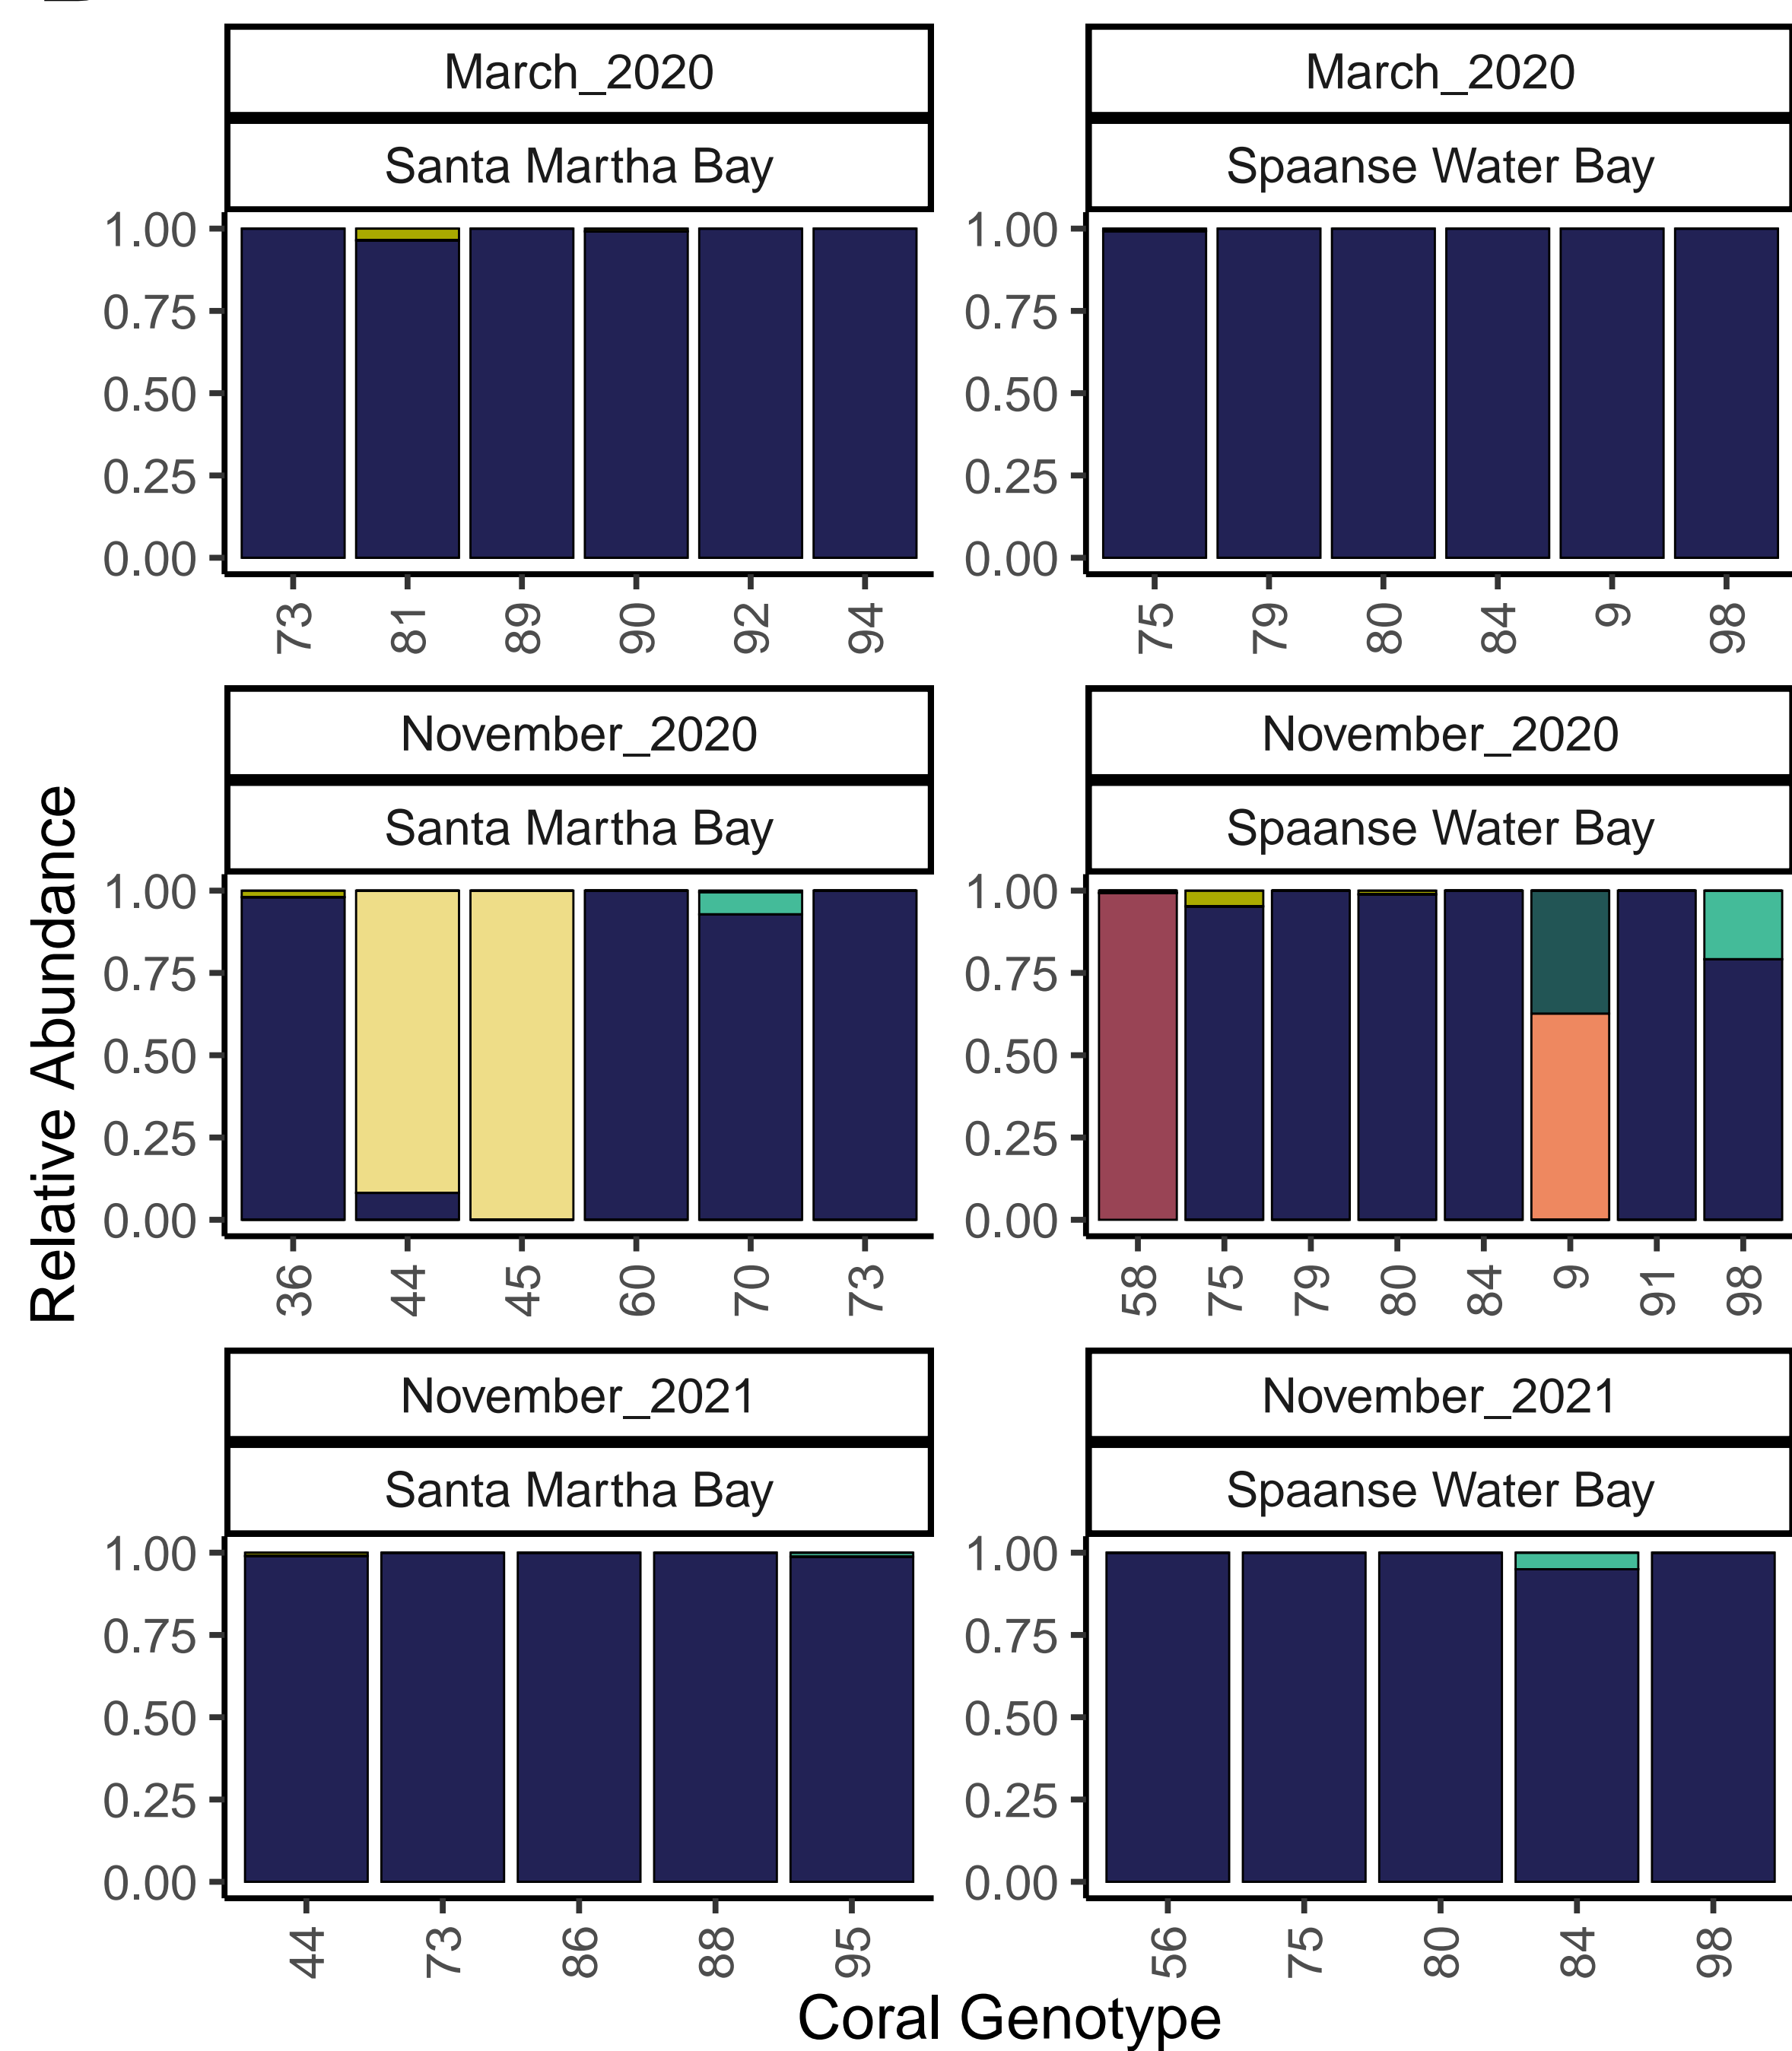 March_2020 March_2020
Santa Martha Bay Spaanse Water Bay
1.00 1.00
0.75 0.75
0.50 0.50
0.25 0.25
0.00 0.00
73 81 89 90 92 94 75 79 80 84 9 98
November_2020 November_2020
Santa Martha Bay Spaanse Water Bay
1.00 1.00
0.75 0.75
0.50 0.50
0.25 0.25
0.00 0.00
36 44 45 60 70 73 58 75 79 80 84 9 91 98
November_2021 November_2021
Santa Martha Bay Spaanse Water Bay
1.00 1.00
0.75 0.75
0.50 0.50
0.25 0.25
0.00 0.00
44 73 86 88 95 56 75 80 84 98
Relative Abundance
Coral Genotype